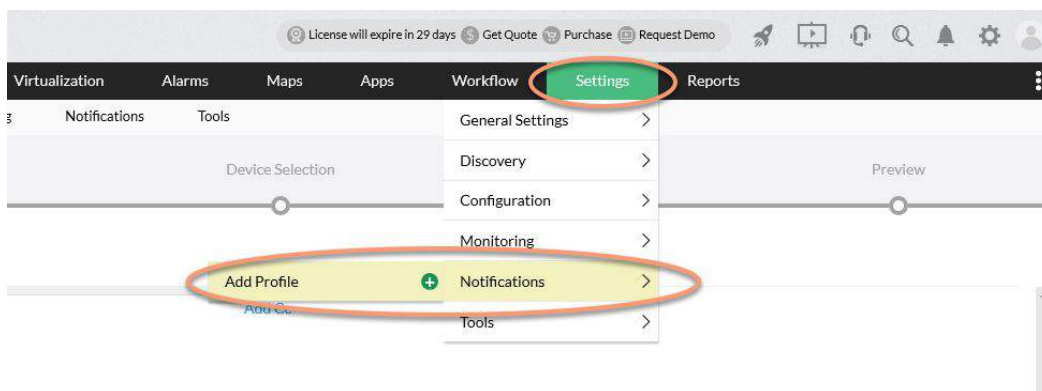 License will expire in 29 days Get Quote Purchase Request Demo
Virtualization Alarms Maps Apps Workflow Settings Reports
Notifications Tools
General Settings
Device Selection
Discovery
Preview
Configuration
Monitoring
Add Profile
Notifications
Add
Tools